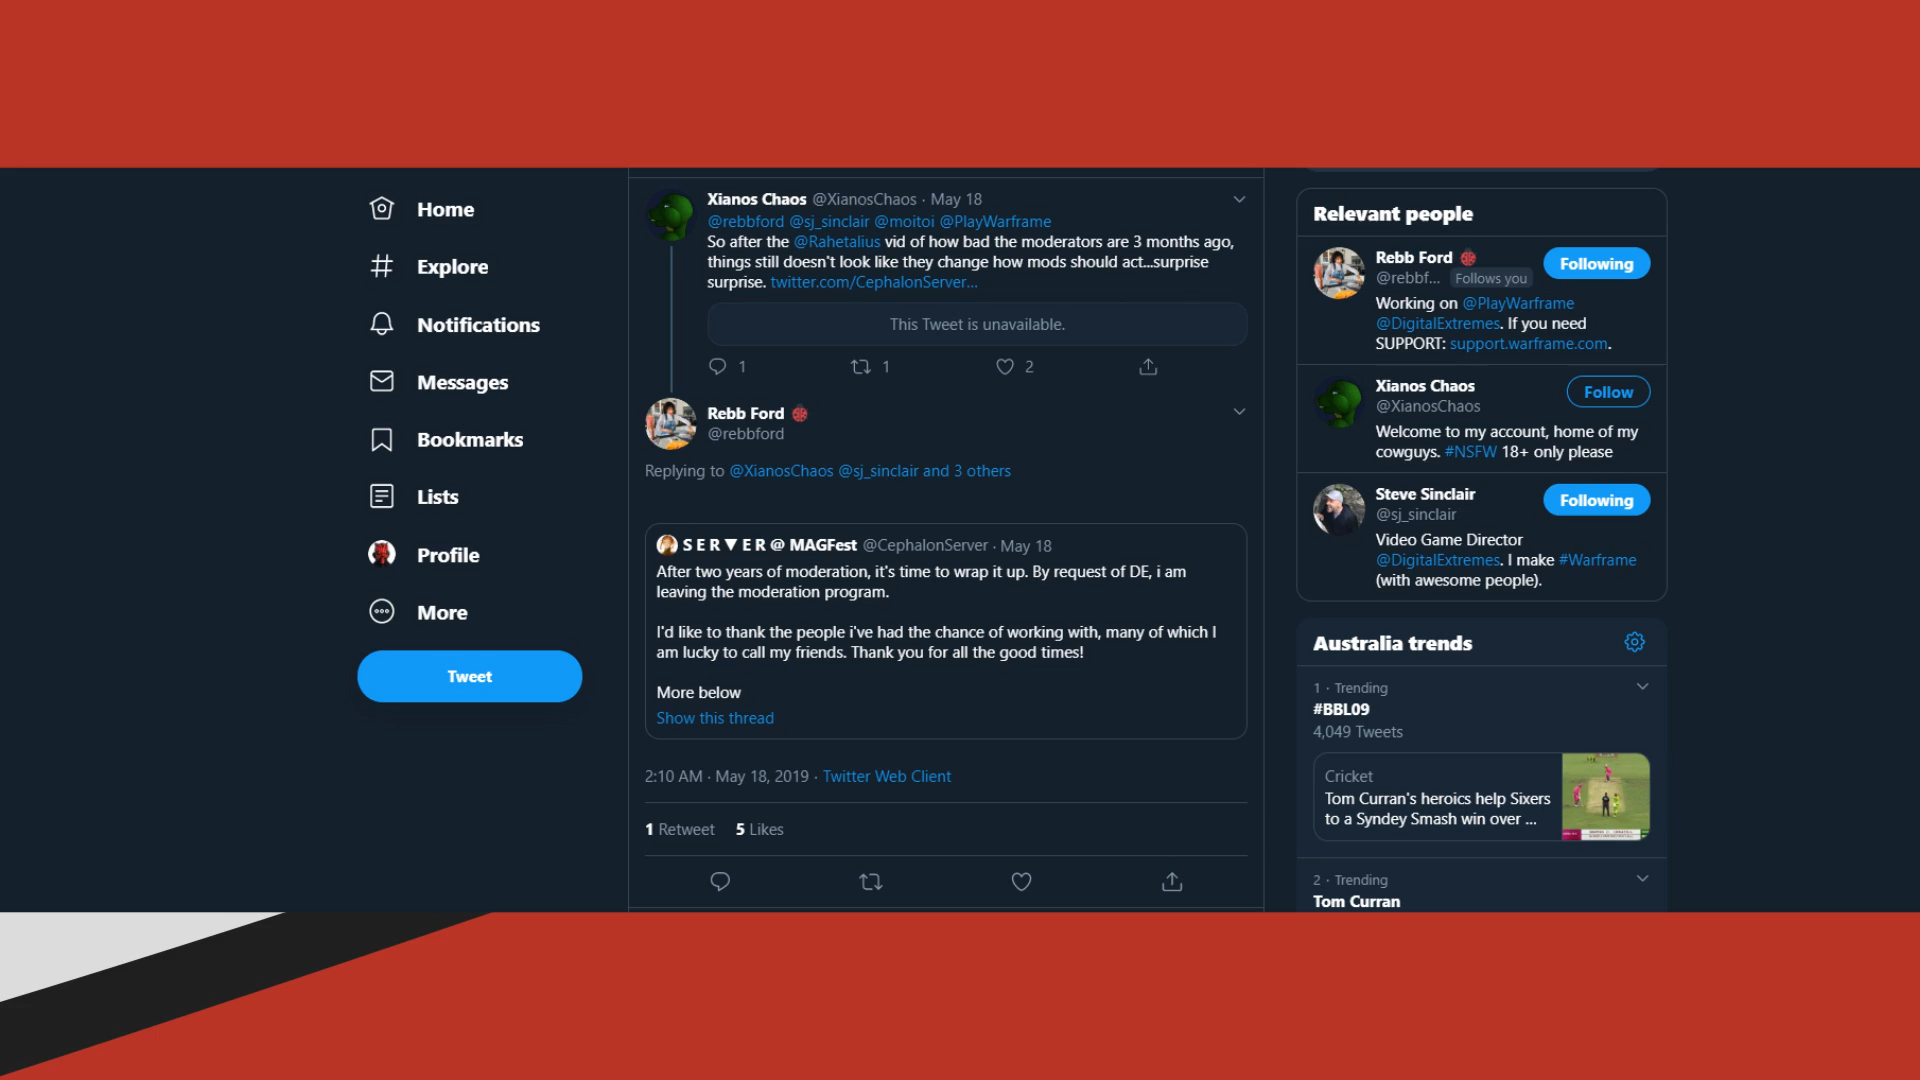 Home
Explore
Notifications
Messages
Bookmarks
Lists
Profile
More
Tweet
Xianos Chaos @XianosChaos · May 18
@rebbford @sj_sinclair @moitoi @PlayWarframe
So after the @Rahetalius vid of how bad the moderators are 3 months ago,
things still doesn't look like they change how mods should act...surprise
surprise. twitter.com/CephalonServer...
This Tweet is unavailable.
1
1
2
Rebb Ford
@rebbford
Replying to @XianosChaos @sj_sinclair and 3 others
S E R ▼ E R @ MAGFest @CephalonServer · May 18
After two years of moderation, it's time to wrap it up. By request of DE, i am
leaving the moderation program.
I'd like to thank the people i've had the chance of working with, many of which I
am lucky to call my friends. Thank you for all the good times!
More below
Show this thread
2:10 AM · May 18, 2019 · Twitter Web Client
1 Retweet 5 Likes
Relevant people
Rebb Ford
Following
@rebbf... Follows you
Working on @PlayWarframe
@DigitalExtremes. If you need
SUPPORT: support.warframe.com.
Xianos Chaos
Follow
@XianosChaos
Welcome to my account, home of my
cowguys. #NSFW 18+ only please
Steve Sinclair
Following
@sj_sinclair
Video Game Director
@DigitalExtremes. I make #Warframe
(with awesome people).
Australia trends
1 · Trending
#BBL09
4,049 Tweets
Cricket
Tom Curran's heroics help Sixers
to a Syndey Smash win over ...
2 · Trending
Tom Curran